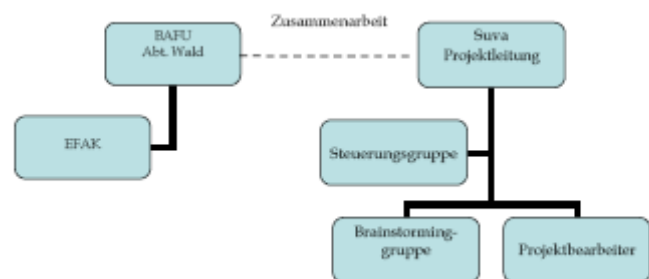 Zusammenarbeit
BAFU
Abt. Wald
Suva
Projektleitung
EFAK
Steuerungsgruppe
Brainstorming-
gruppe
Projektbearbeiter